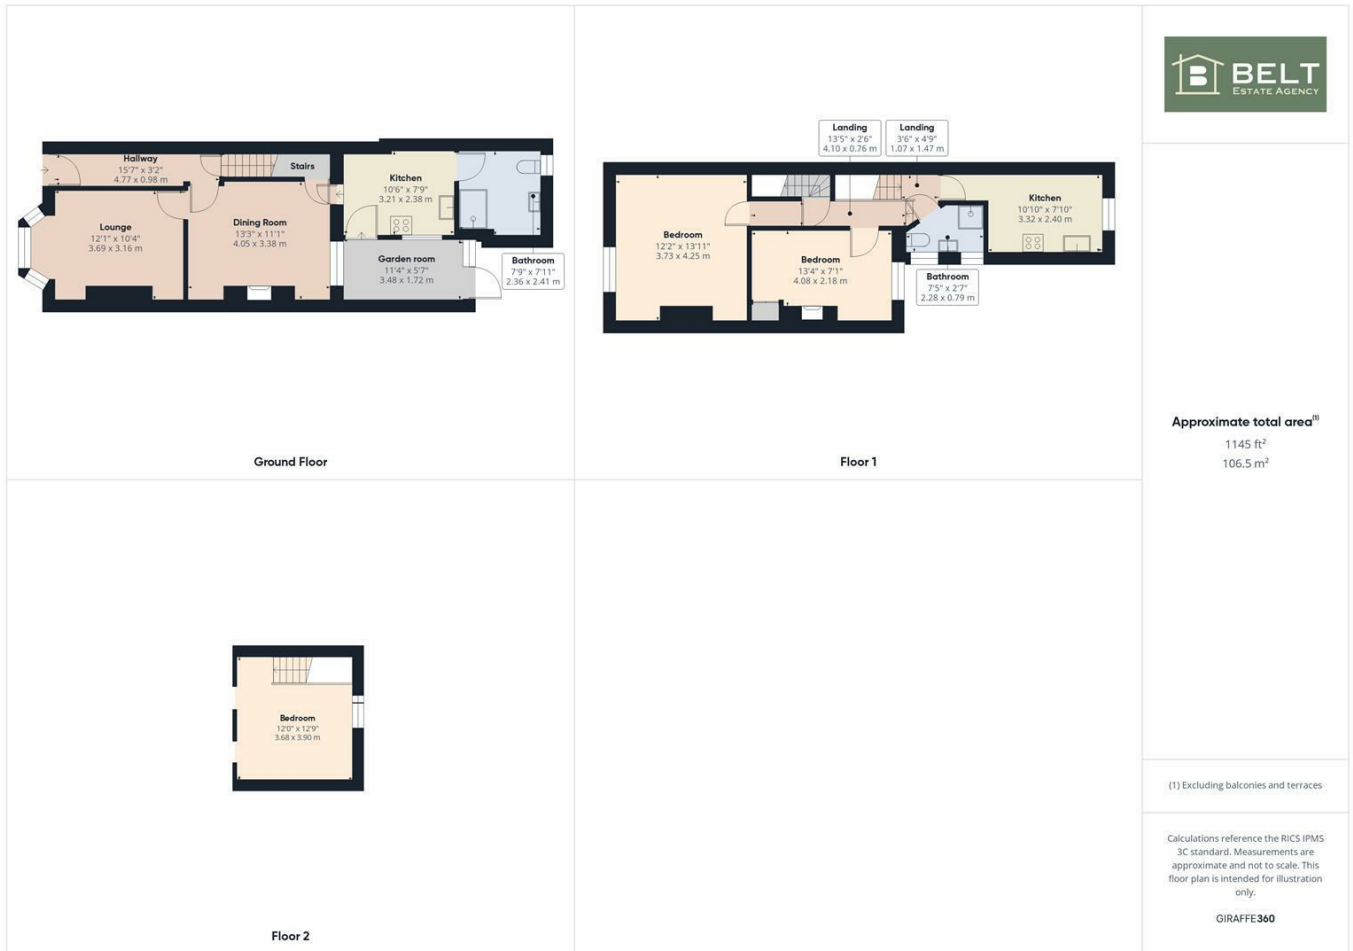 Hallway
15'7" x 3'2"
4.77 x 0.98 m
Stairs
Lounge
12'1" x 10'4"
3.69 x 3.16 m
Dining Room
13'3" x 11'1"
4.05 x 3.38 m
Kitchen
10'6" x 7'9"
3.21 x 2.38 m
Garden room
11'4" x 5'7"
3.48 x 1.72 m
Bathroom
7'9" x 7'11"
2.36 x 2.41 m
Ground Floor
Landing
13'5" x 2'6"
4.10 x 0.76 m
Landing
3'6" x 4'9"
1.07 x 1.47 m
Bedroom
12'2" x 13'11"
3.73 x 4.25 m
Bedroom
13'4" x 7'1"
4.08 x 2.18 m
Kitchen
10'10" x 7'10"
3.32 x 2.40 m
Bathroom
7'5" x 2'7"
2.28 x 0.79 m
Floor 1
Bedroom
12'0" x 12'9"
3.68 x 3.90 m
Floor 2
B BELT
ESTATE AGENCY
Approximate total area(1)
1145 ft²
106.5 m²
(1) Excluding balconies and terraces
Calculations reference the RICS IPMS
3C standard. Measurements are
approximate and not to scale. This
floor plan is intended for illustration
only.
GIRAFFE360